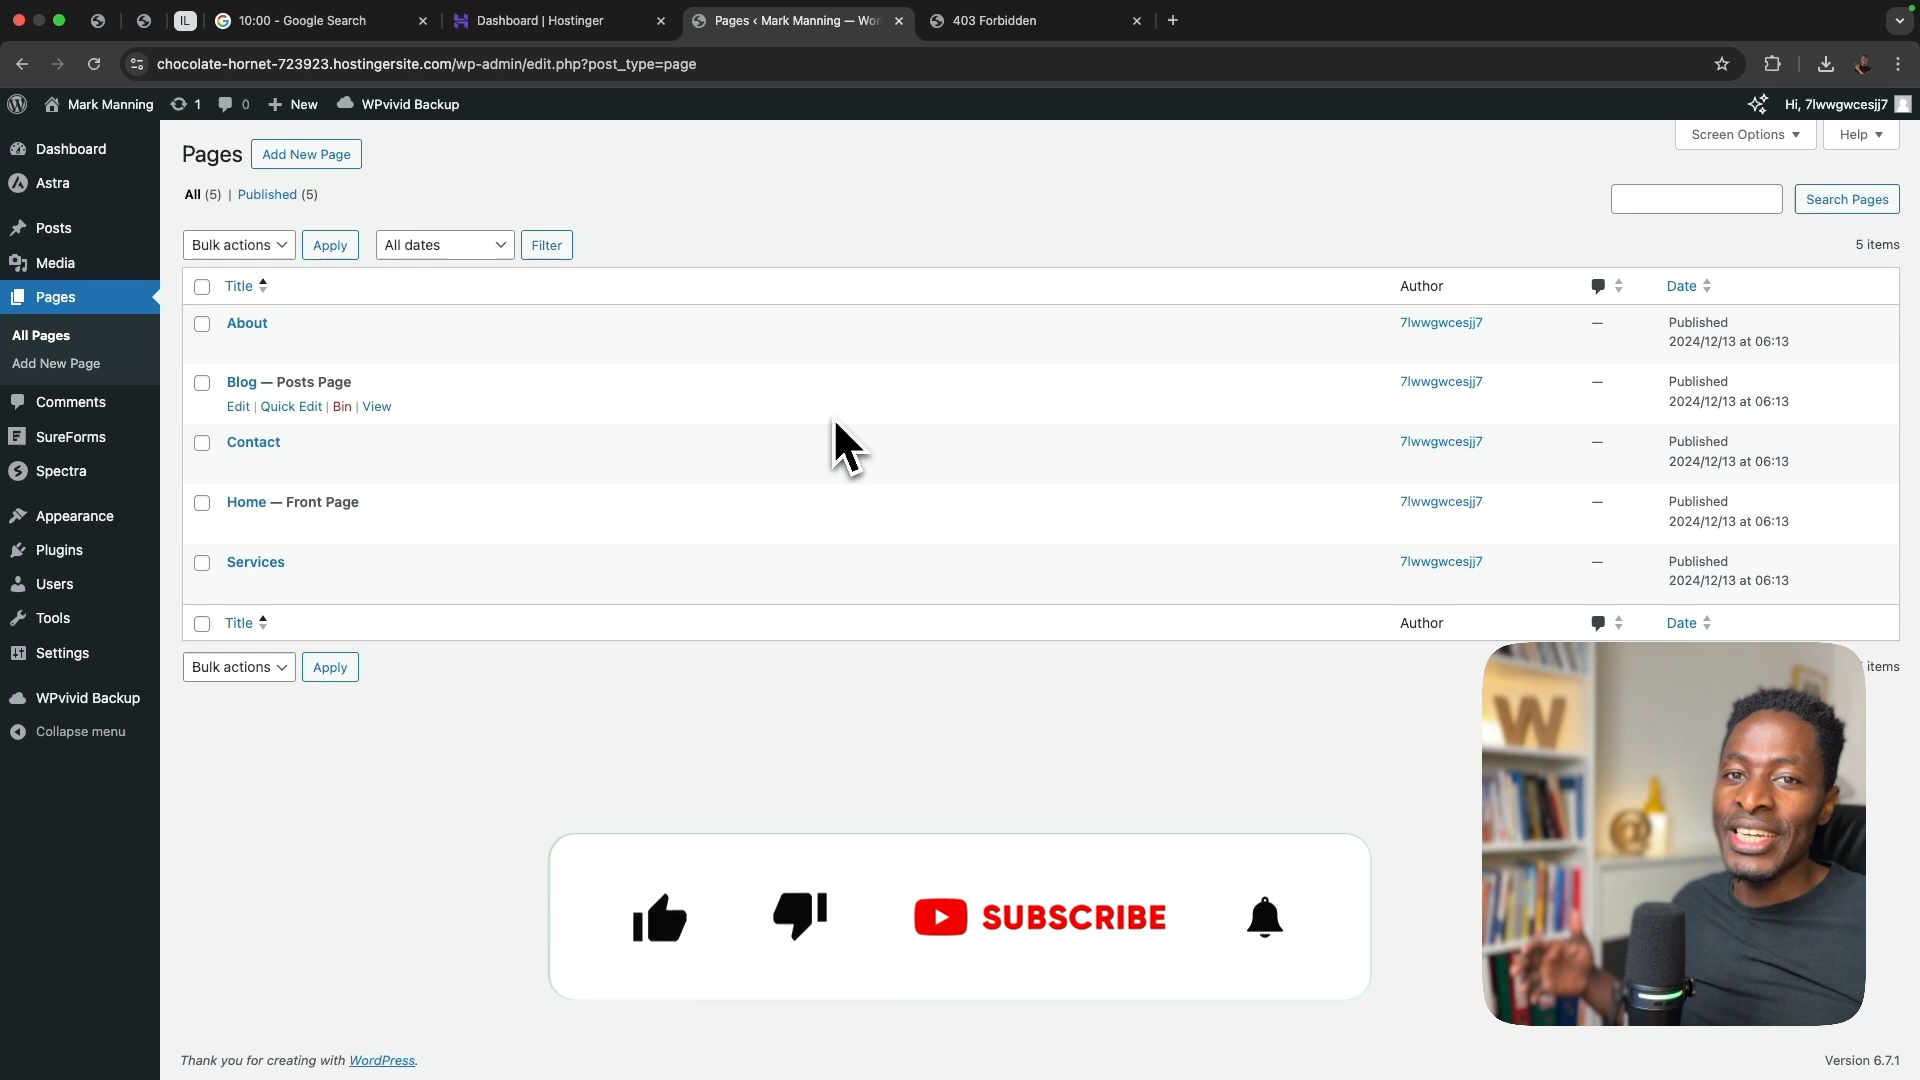 IL
10:00 - Google Search
Dashboard | Hostinger
Pages ‹ Mark Manning — Wor
403 Forbidden
chocolate-hornet-723923.hostingersite.com/wp-admin/edit.php?post_type=page
Mark Manning
1
0
New
WPvivid Backup
Hi, 7lwwgwcesjj7
Dashboard
Astra
Posts
Media
Pages
All Pages
Add New Page
Comments
SureForms
Spectra
Appearance
Plugins
Users
Tools
Settings
WPvivid Backup
Collapse menu
Screen Options
Help
Pages
Add New Page
All (5) | Published (5)
Search Pages
Bulk actions
Apply
All dates
Filter
5 items
Title
Author
Date
About
7lwwgwcesjj7
—
Published
2024/12/13 at 06:13
Blog — Posts Page
Edit | Quick Edit | Bin | View
7lwwgwcesjj7
—
Published
2024/12/13 at 06:13
Contact
7lwwgwcesjj7
—
Published
2024/12/13 at 06:13
Home — Front Page
7lwwgwcesjj7
—
Published
2024/12/13 at 06:13
Services
7lwwgwcesjj7
—
Published
2024/12/13 at 06:13
Title
Author
Date
Bulk actions
Apply
items
W
SUBSCRIBE
Thank you for creating with WordPress.
Version 6.7.1